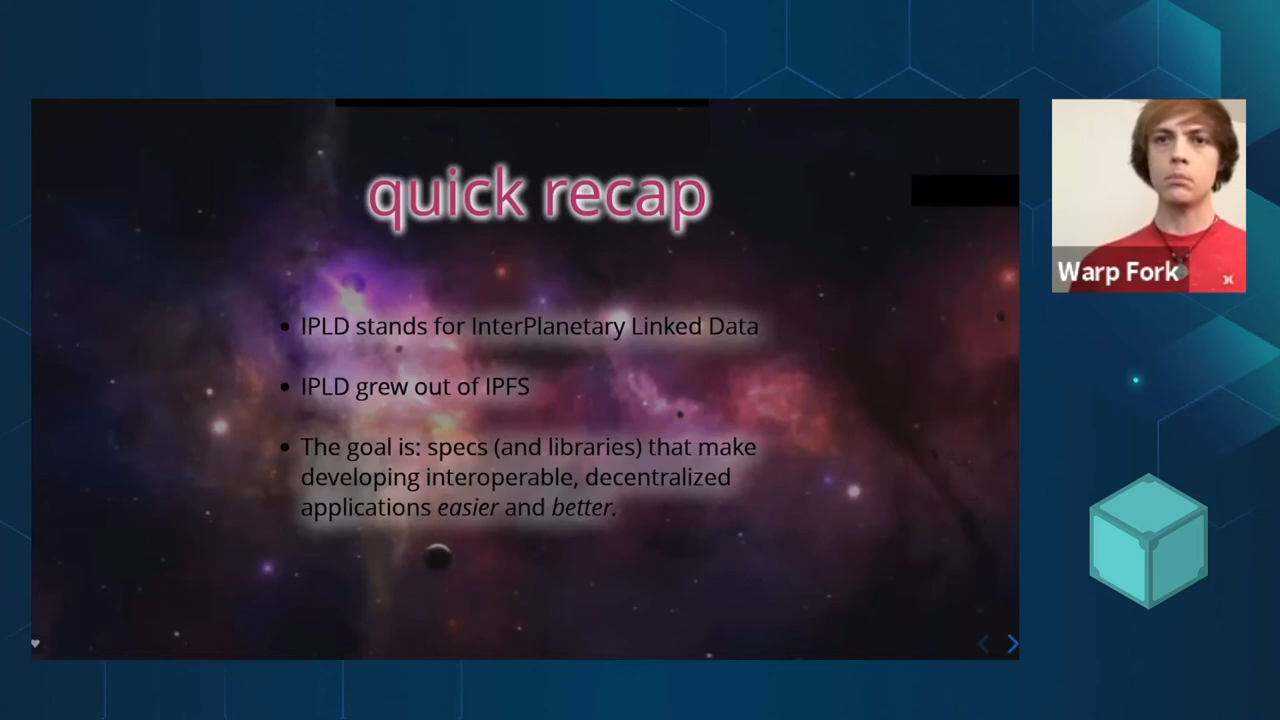 quick recap
• IPLD stands for InterPlanetary Linked Data
• IPLD grew out of IPFS
• The goal is: specs (and libraries) that make
developing interoperable, decentralized
applications easier and better.
Warp Fork